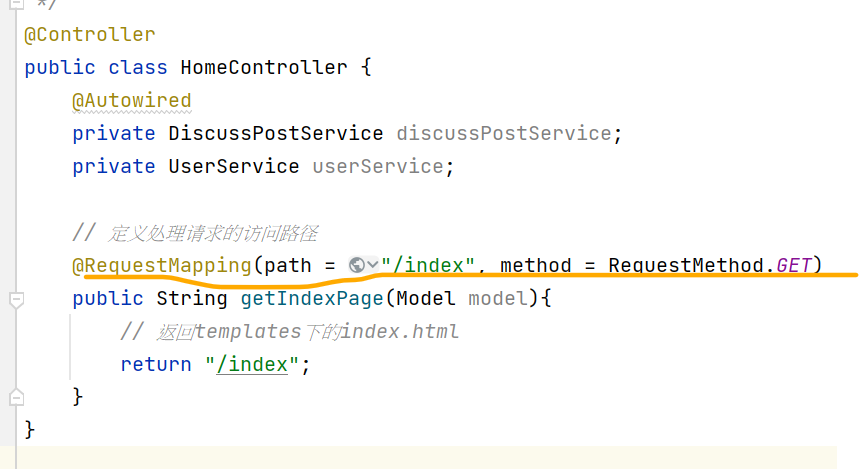 */
@Controller
public class HomeController {
@Autowired
private DiscussPostService discussPostService;
private UserService userService;
// 定义处理请求的访问路径
@RequestMapping(path = "/index", method = RequestMethod.GET)
public String getIndexPage(Model model){
// 返回templates下的index.html
return "/index";
}
}